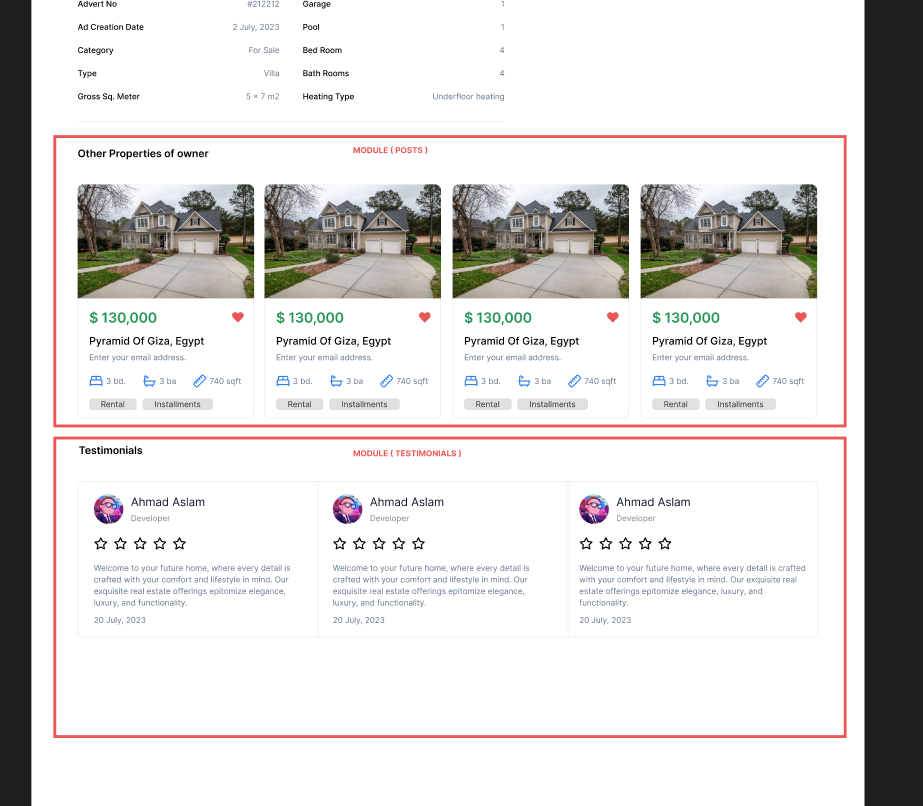 Advert No #212212 Garage 1
Ad Creation Date 2 July, 2023 Pool 1
Category For Sale Bed Room 4
Type Villa Bath Rooms 4
Gross Sq. Meter 5 × 7 m2 Heating Type Underfloor heating
Other Properties of owner MODULE ( POSTS )
$ 130,000 $ 130,000 $ 130,000 $ 130,000
Pyramid Of Giza, Egypt Pyramid Of Giza, Egypt Pyramid Of Giza, Egypt Pyramid Of Giza, Egypt
Enter your email address. Enter your email address. Enter your email address. Enter your email address.
3 bd. 3 ba 740 sqft 3 bd. 3 ba 740 sqft 3 bd. 3 ba 740 sqft 3 bd. 3 ba 740 sqft
Rental Installments Rental Installments Rental Installments Rental Installments
Testimonials MODULE ( TESTIMONIALS )
Ahmad Aslam
Developer
Welcome to your future home, where every detail is
crafted with your comfort and lifestyle in mind. Our
exquisite real estate offerings epitomize elegance,
luxury, and functionality.
20 July, 2023
Ahmad Aslam
Developer
Welcome to your future home, where every detail is
crafted with your comfort and lifestyle in mind. Our
exquisite real estate offerings epitomize elegance,
luxury, and functionality.
20 July, 2023
Ahmad Aslam
Developer
Welcome to your future home, where every detail is crafted
with your comfort and lifestyle in mind. Our exquisite real
estate offerings epitomize elegance, luxury, and
functionality.
20 July, 2023